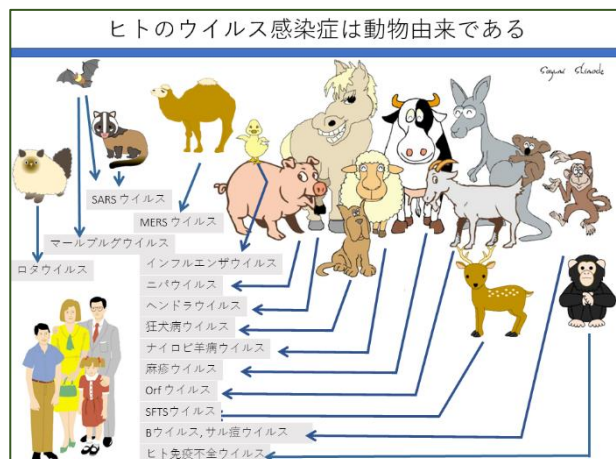 ヒトのウイルス感染症は動物由来である
Sayuri Shimoda
SARSウイルス
MERSウイルス
マールブルグウイルス
ロタウイルス
インフルエンザウイルス
ニパウイルス
ヘンドラウイルス
狂犬病ウイルス
ナイロビ羊病ウイルス
麻疹ウイルス
Orfウイルス
SFTSウイルス
Bウイルス, サル痘ウイルス
ヒト免疫不全ウイルス